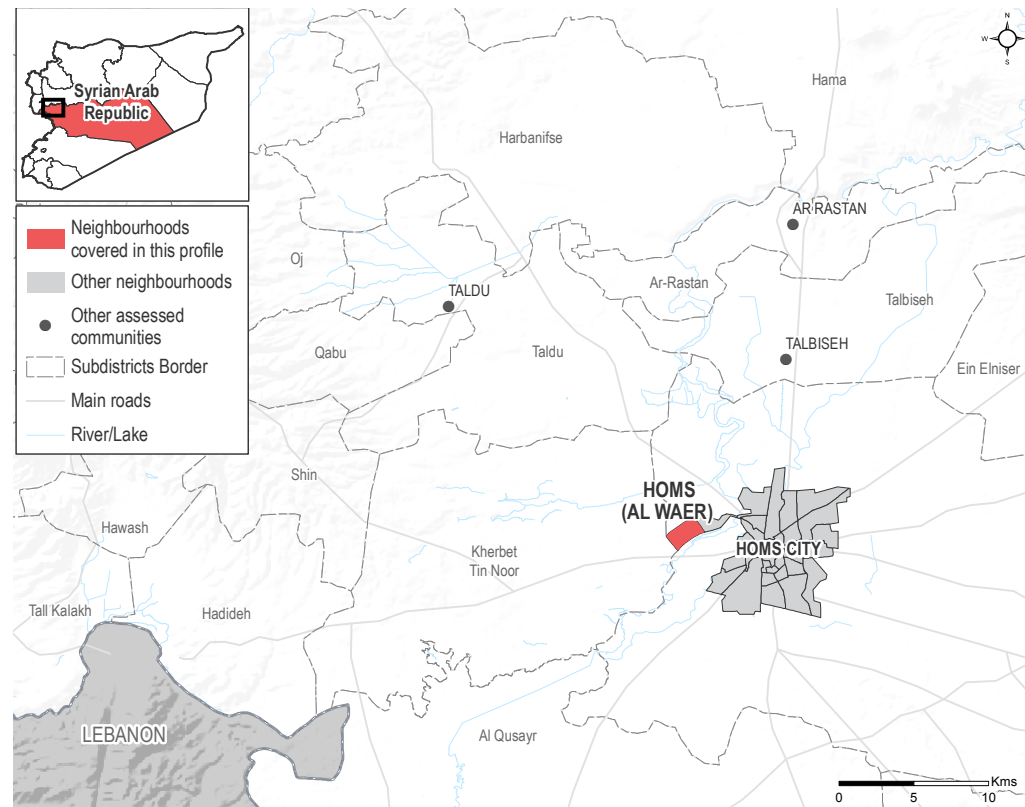 Syrian Arab
Republic
Neighbourhoods
covered in this profile
Other neighbourhoods
Other assessed
communities
Subdistricts Border
Main roads
River/Lake
N
W
E
S
Hama
Harbanifse
AR-RASTAN
Oj
Ar-Rastan
TALDU
Talbiseh
Qabu
Taldu
TALBISEH
Ein Elniser
Shin
HOMS
(AL WAER)
Hawash
HOMS CITY
Kherbet
Tin Noor
Tall Kalakh
Hadideh
LEBANON
Al Qusayr
Kms
0
5
10